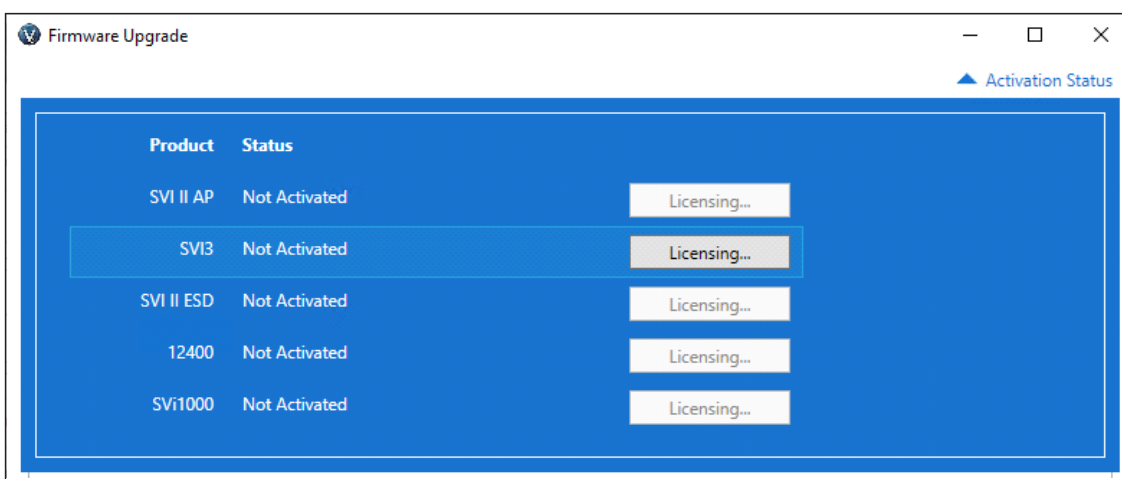 Firmware Upgrade
Activation Status
Product Status
SVI II AP Not Activated Licensing...
SVI3 Not Activated Licensing...
SVI II ESD Not Activated Licensing...
12400 Not Activated Licensing...
SVi1000 Not Activated Licensing...